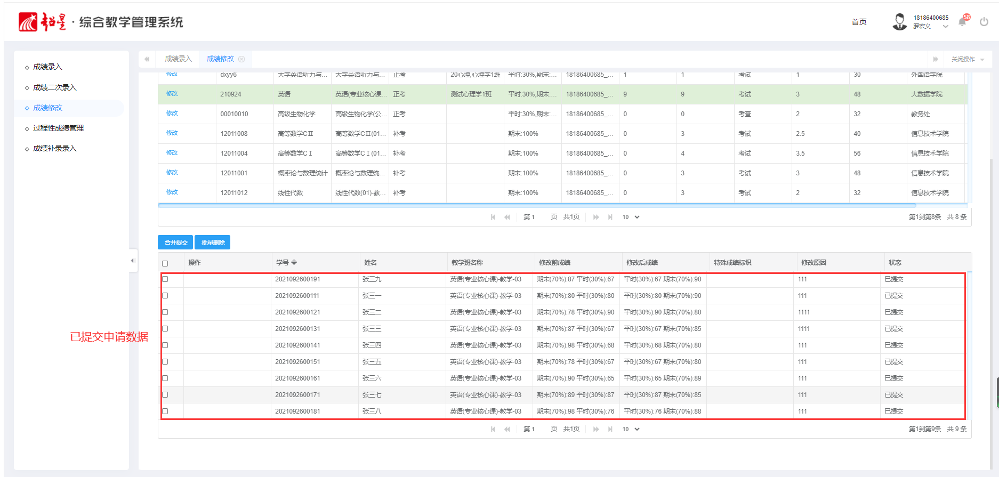 超星 · 综合教学管理系统
首页
18186400685
罗宏义
58
成绩录入
成绩二次录入
成绩修改
过程性成绩管理
成绩补录录入
成绩录入 成绩修改 关闭操作
修改 dxyy6 大学英语听力与... 大学英语听力与... 正考 20心理,心理学1班 平时:30%,期末:... 18186400685_... 1 1 考试 1 30 外国语学院
修改 210924 英语 英语(专业核心课... 正考 测试心理学1班 平时:30%,期末:... 18186400685_... 9 9 考试 3 48 大数据学院
修改 00010010 高级生物化学 高级生物化学(公... 正考 平时:30%,期末:... 18186400685_... 0 0 考查 2 32 教务处
修改 12011008 高等数学CⅡ 高等数学CⅡ(01... 补考 期末:100% 18186400685_... 0 3 考试 2.5 40 信息技术学院
修改 12011004 高等数学CⅠ 高等数学CⅠ(01... 补考 期末:100% 18186400685_... 0 4 考试 3.5 56 信息技术学院
修改 12011001 概率论与数理统计 概率论与数理统... 补考 期末:100% 18186400685_... 0 3 考试 3 48 信息技术学院
修改 12011012 线性代数 线性代数(01)-教... 补考 期末:100% 18186400685_... 0 3 考试 2 32 信息技术学院
第 1 页 共1页 10 第1到第8条 共 8 条
合并提交 批量删除
操作 学号 姓名 教学班名称 修改前成绩 修改后成绩 特殊成绩标识 修改原因 状态
2021092600191 张三九 英语(专业核心课)-教学-03 期末(70%):87 平时(30%):67 平时(30%):67 期末(70%):90 111 已提交
2021092600111 张三一 英语(专业核心课)-教学-03 期末(70%):80 平时(30%):80 平时(30%):80 期末(70%):90 111 已提交
2021092600121 张三二 英语(专业核心课)-教学-03 期末(70%):78 平时(30%):90 平时(30%):90 期末(70%):80 1111 已提交
2021092600131 张三三 英语(专业核心课)-教学-03 期末(70%):87 平时(30%):67 平时(30%):67 期末(70%):85 1111 已提交
已提交申请数据
2021092600141 张三四 英语(专业核心课)-教学-03 期末(70%):98 平时(30%):68 平时(30%):68 期末(70%):80 111 已提交
2021092600151 张三五 英语(专业核心课)-教学-03 期末(70%):78 平时(30%):67 平时(30%):67 期末(70%):80 111 已提交
2021092600161 张三六 英语(专业核心课)-教学-03 期末(70%):90 平时(30%):65 平时(30%):65 期末(70%):89 111 已提交
2021092600171 张三七 英语(专业核心课)-教学-03 期末(70%):89 平时(30%):87 平时(30%):87 期末(70%):85 111 已提交
2021092600181 张三八 英语(专业核心课)-教学-03 期末(70%):98 平时(30%):76 平时(30%):76 期末(70%):88 111 已提交
第 1 页 共1页 10 第1到第9条 共 9 条